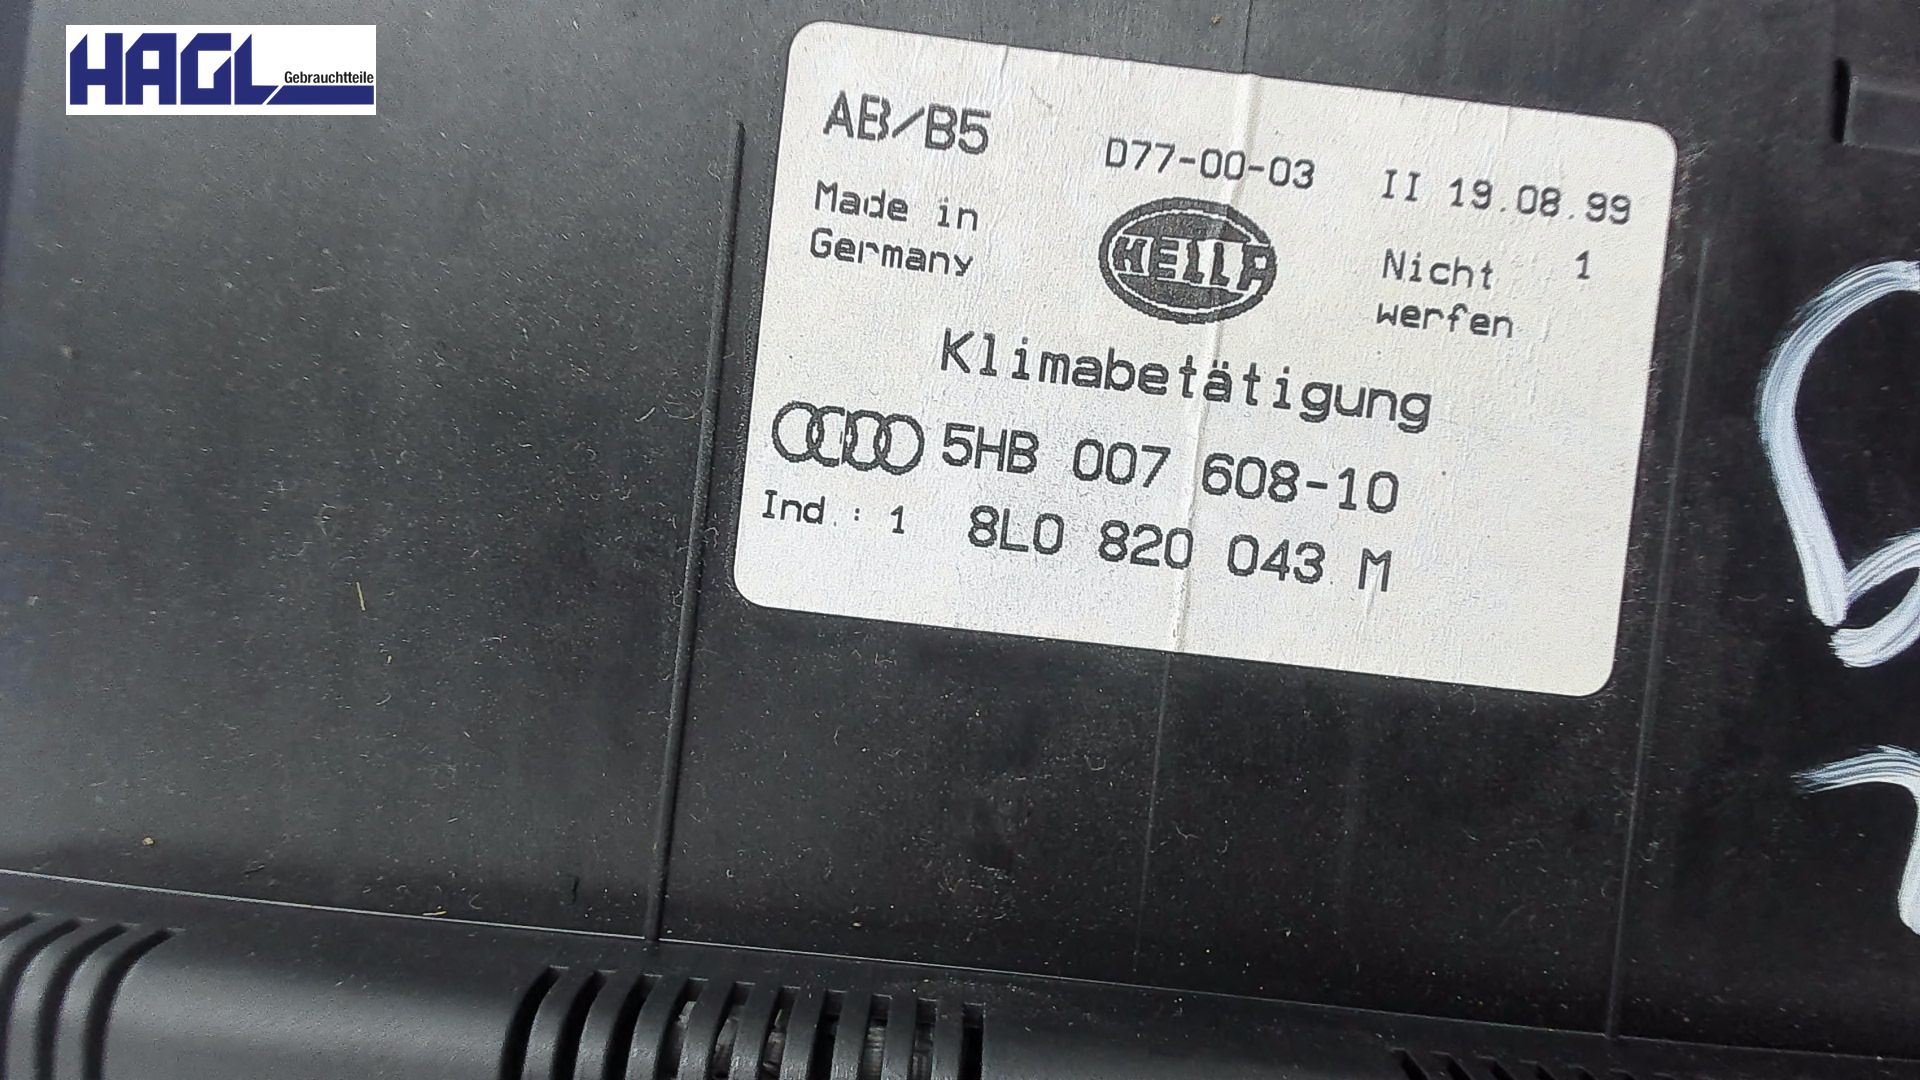 HAGL
Gebrauchtteile
AB/B5 D77-00-03 II 19.08.99
Made in
Germany
HELLA
Nicht 1
werfen
Klimabetätigung
5HB 007 608-10
Ind.: 1 8L0 820 043 M